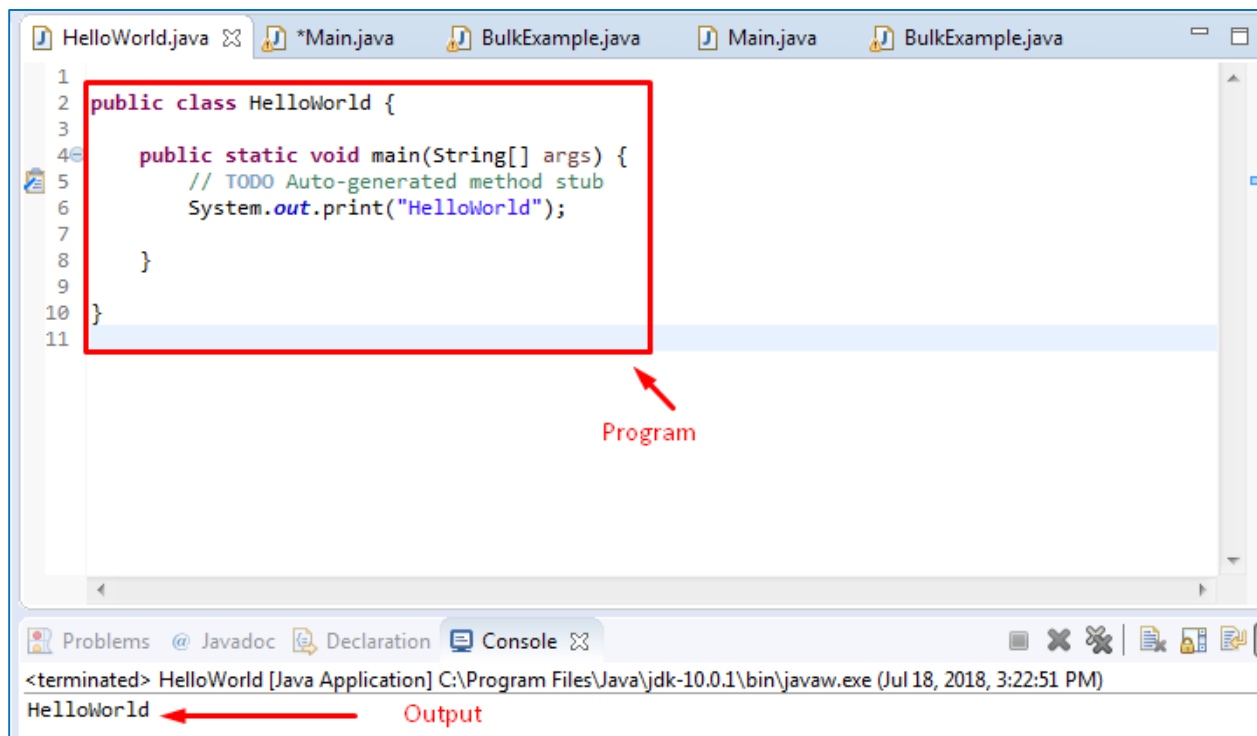 HelloWorld.java *Main.java BulkExample.java Main.java BulkExample.java
1
2 public class HelloWorld {
3
4 public static void main(String[] args) {
5 // TODO Auto-generated method stub
6 System.out.print("HelloWorld");
7
8 }
9
10 }
11
Program
Problems @ Javadoc Declaration Console
<terminated> HelloWorld [Java Application] C:\Program Files\Java\jdk-10.0.1\bin\javaw.exe (Jul 18, 2018, 3:22:51 PM)
HelloWorld Output